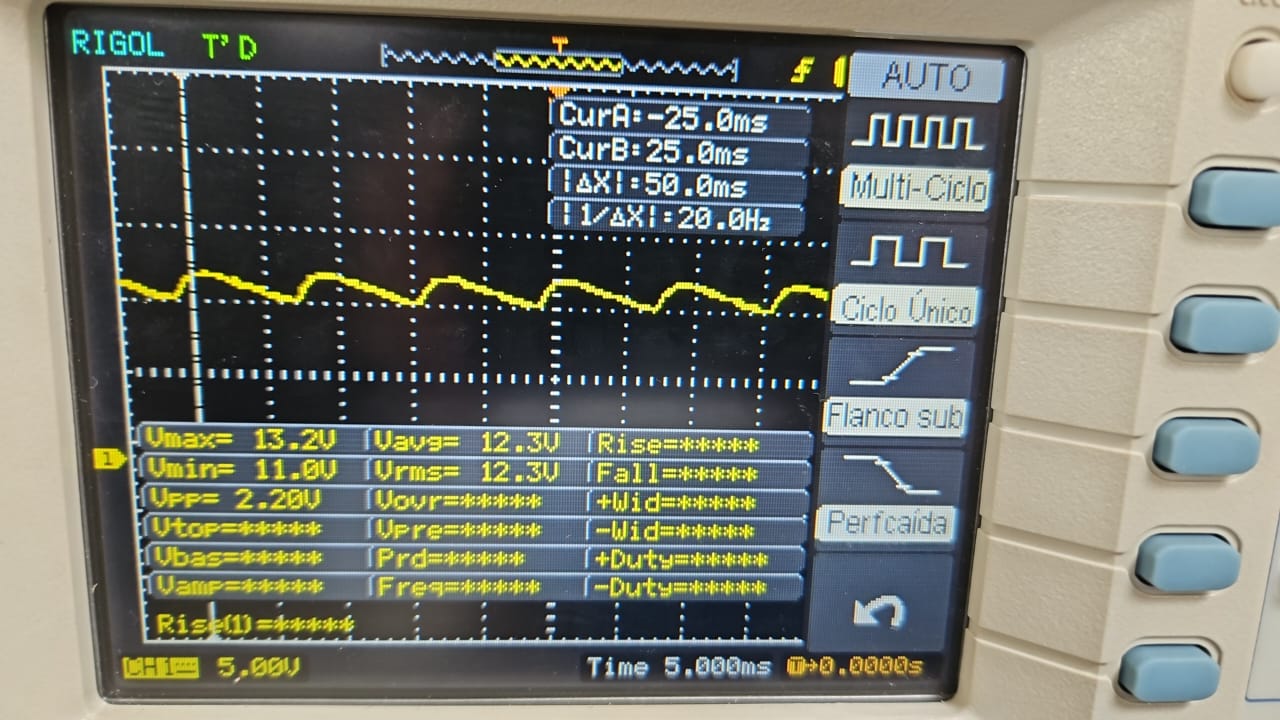 RIGOL T'D
AUTO
CurA:-25.0ms
CurB:25.0ms
|ΔX|:50.0ms
|1/ΔX|:20.0Hz
Multi-Ciclo
Ciclo Único
Flanco sub
Perfcaída
Vmax= 13.2V Vavg= 12.3V Rise=*****
Vmin= 11.0V Vrms= 12.3V Fall=*****
Vpp= 2.20V Vovr=***** +Wid=*****
Vtop=***** Vpre=***** -Wid=*****
Vbas=***** Prd=***** +Duty=*****
Vamp=***** Freq=***** -Duty=*****
Rise(1)=*****
CH1 5.00V Time 5.000ms T→0.0000s